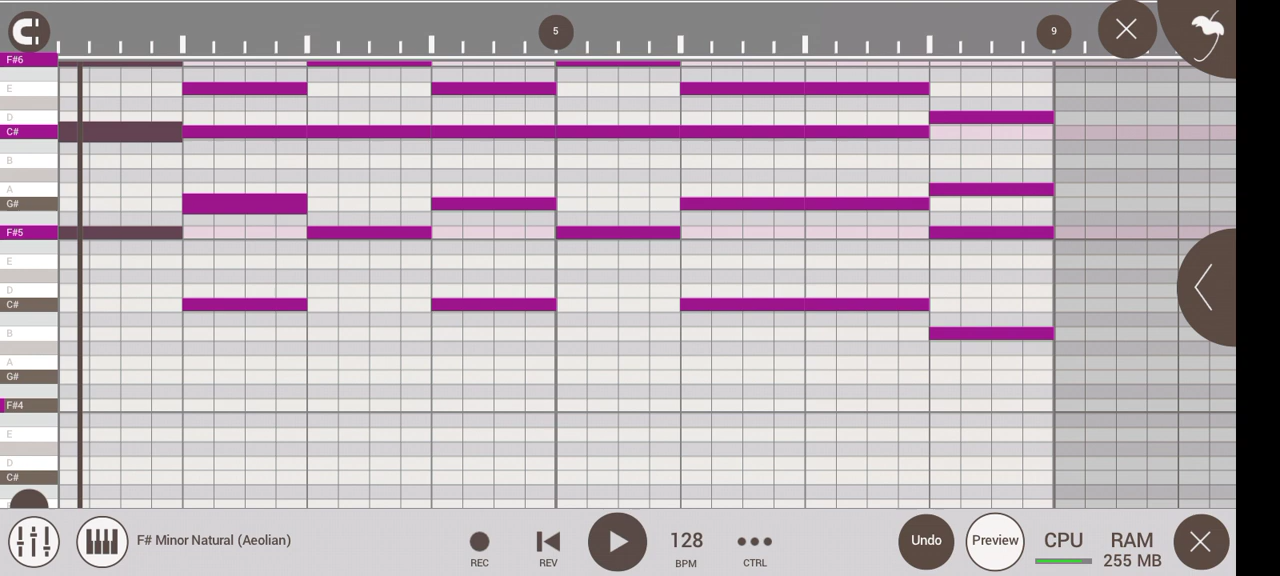 5
9
F#6
E
D
C#
B
A
G#
F#5
E
D
C#
B
A
G#
F#4
E
D
C#
F# Minor Natural (Aeolian)
REC
REV
128
BPM
CTRL
Undo
Preview
CPU
RAM
255 MB